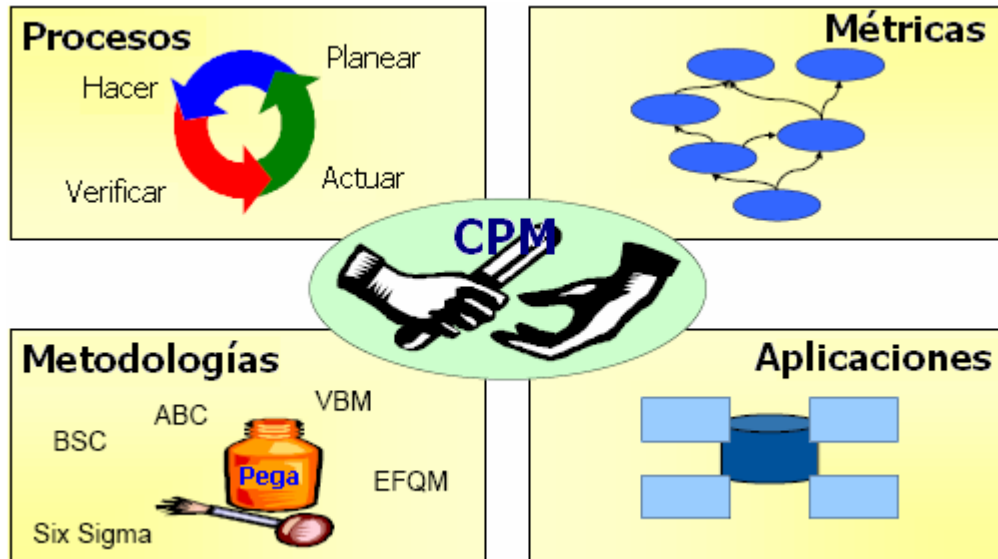 Procesos
Planear
Hacer
Verificar
Actuar
Métricas
CPM
Metodologías
VBM
ABC
BSC
Pega
EFQM
Six Sigma
Aplicaciones